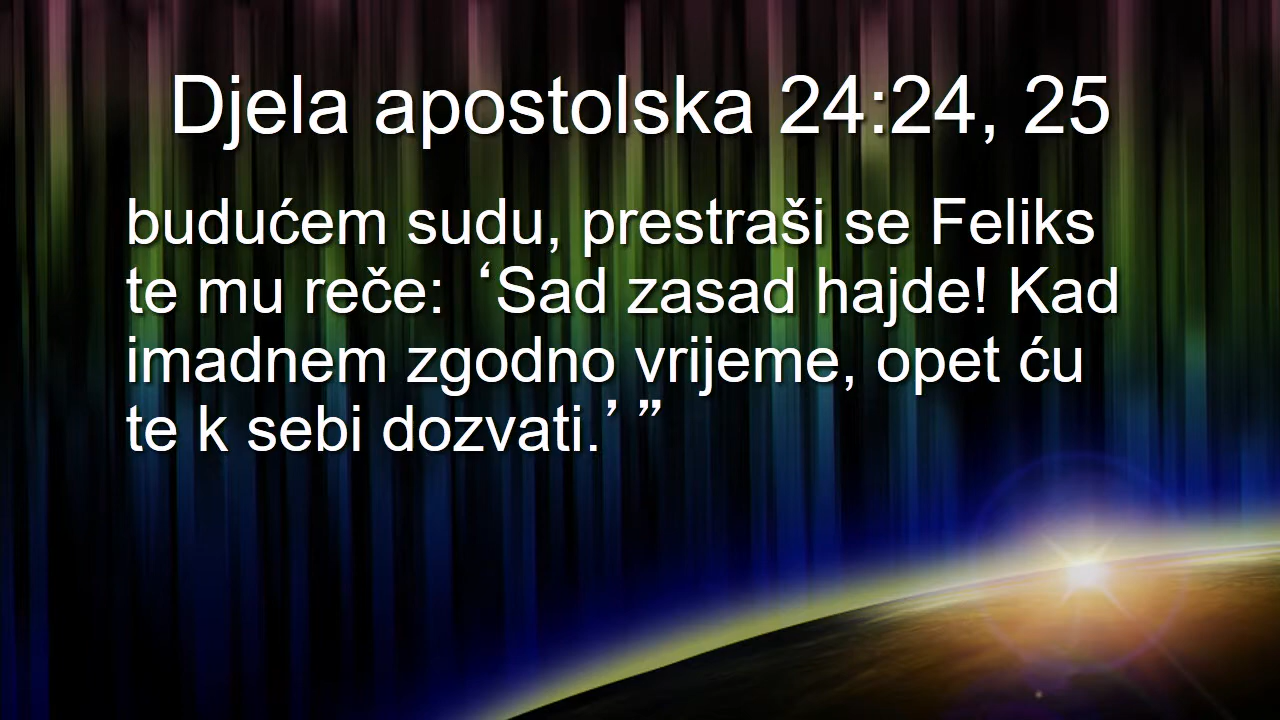 Djela apostolska 24:24, 25
budućem sudu, prestraši se Feliks
te mu reče:  ‘Sad zasad hajde! Kad
imadnem zgodno vrijeme, opet ću
te k sebi dozvati.’ ”